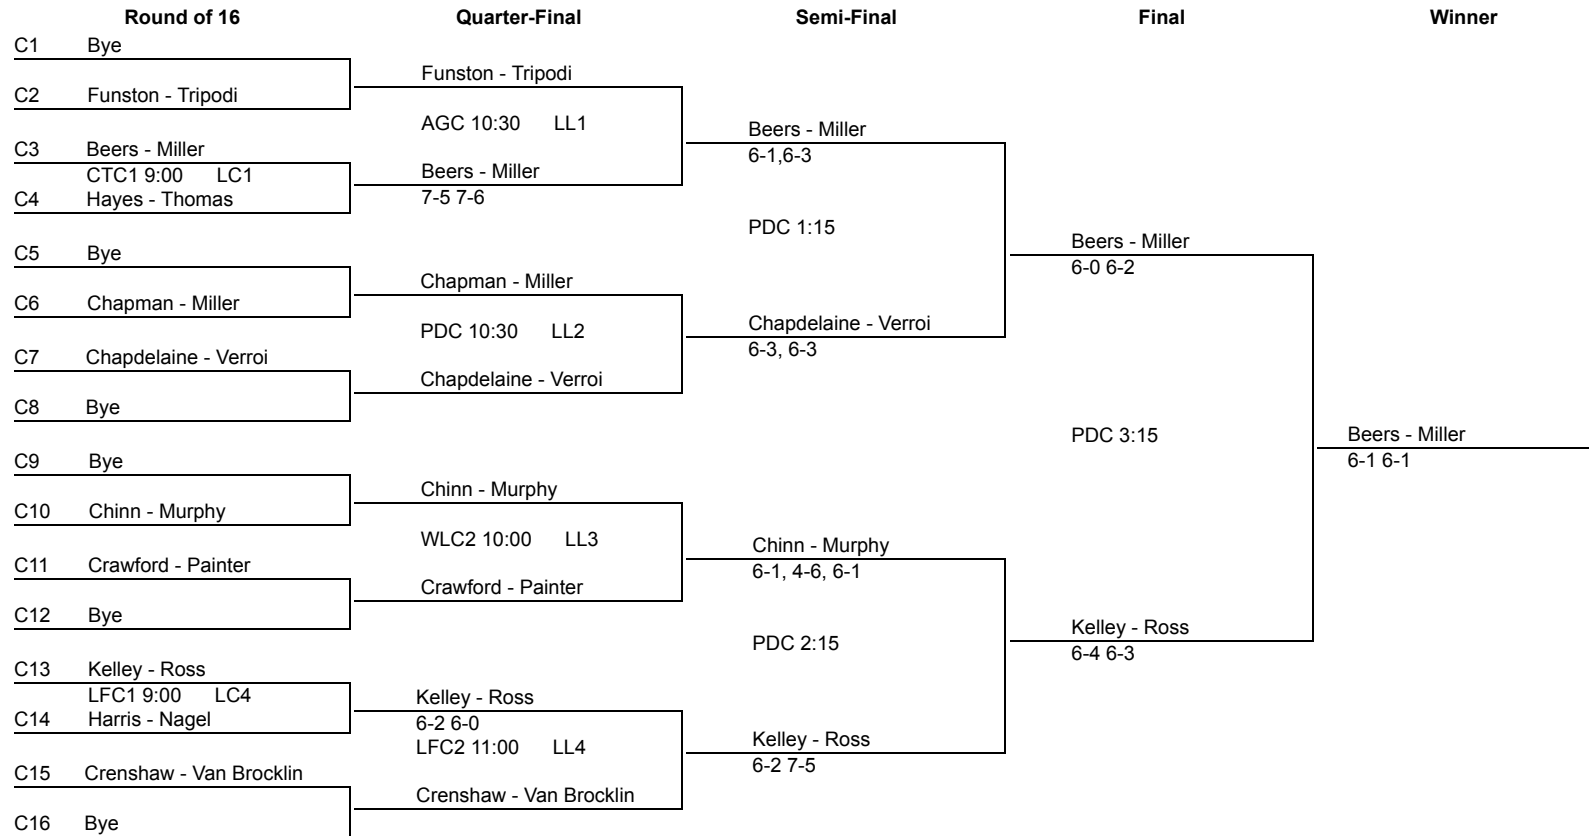 Round of 16 Quarter-Final Semi-Final Final Winner
C1 Bye
Funston - Tripodi
C2 Funston - Tripodi
AGC 10:30 LL1
Beers - Miller
C3 Beers - Miller
6-1,6-3
CTC1 9:00 LC1
Beers - Miller
C4 Hayes - Thomas
7-5 7-6
PDC 1:15
Beers - Miller
C5 Bye
6-0 6-2
Chapman - Miller
C6 Chapman - Miller
Chapdelaine - Verroi
PDC 10:30 LL2
6-3, 6-3
C7 Chapdelaine - Verroi
Chapdelaine - Verroi
C8 Bye
PDC 3:15
Beers - Miller
6-1 6-1
C9 Bye
Chinn - Murphy
C10 Chinn - Murphy
WLC2 10:00 LL3
Chinn - Murphy
C11 Crawford - Painter
6-1, 4-6, 6-1
Crawford - Painter
C12 Bye
Kelley - Ross
PDC 2:15
6-4 6-3
C13 Kelley - Ross
LFC1 9:00 LC4
Kelley - Ross
C14 Harris - Nagel
6-2 6-0
LFC2 11:00 LL4
Kelley - Ross
6-2 7-5
C15 Crenshaw - Van Brocklin
Crenshaw - Van Brocklin
C16 Bye